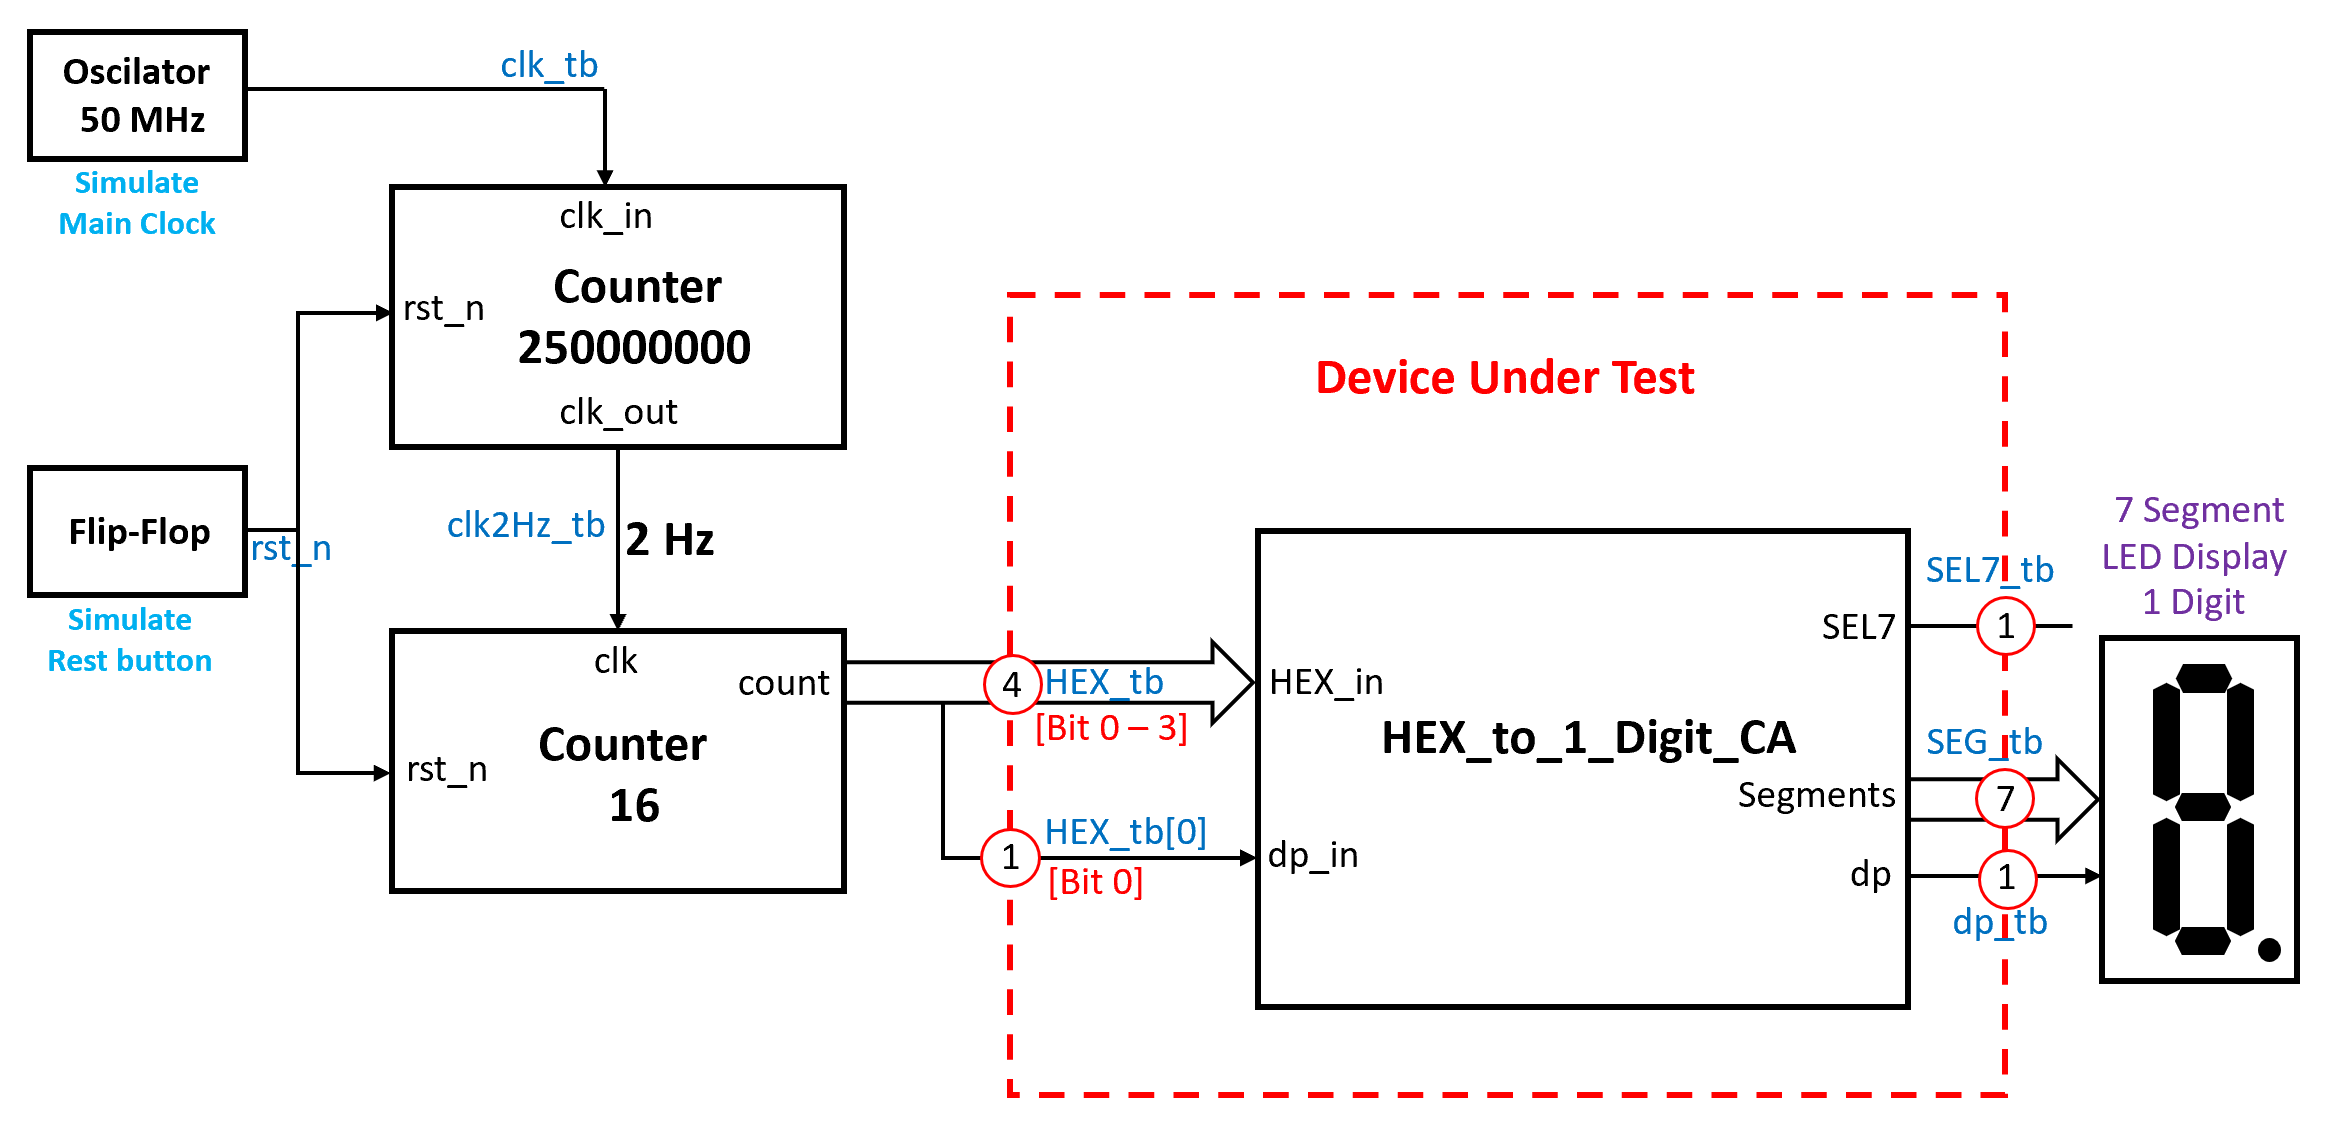 Oscilator
50 MHz
Simulate
Main Clock
clk_tb
clk_in
rst_n
Counter
250000000
clk_out
Flip-Flop
rst_n
Simulate
Rest button
clk2Hz_tb
2 Hz
clk
count
rst_n
Counter
16
Device Under Test
4
HEX_tb
[Bit 0 – 3]
1
HEX_tb[0]
[Bit 0]
HEX_in
dp_in
HEX_to_1_Digit_CA
SEL7
Segments
dp
SEL7_tb
1
SEG_tb
7
1
dp_tb
7 Segment
LED Display
1 Digit